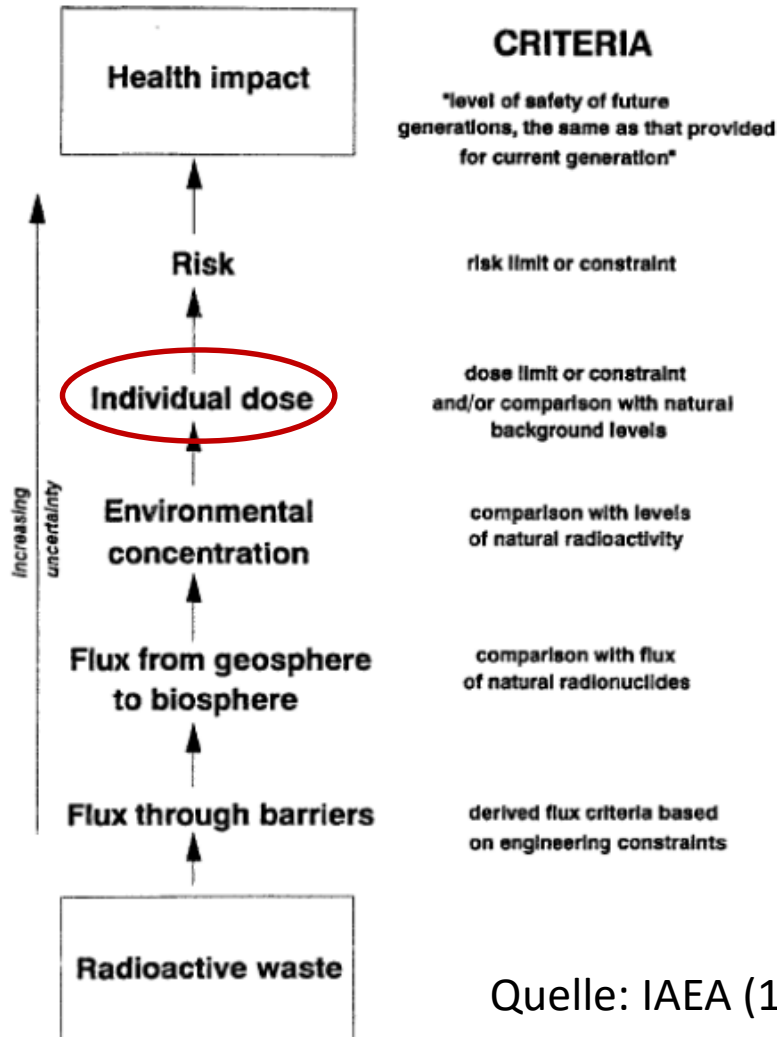 Health impact
CRITERIA
"level of safety of future
generations, the same as that provided
for current generation"
Risk
risk limit or constraint
Individual dose
dose limit or constraint
and/or comparison with natural
background levels
Increasing
uncertainty
Environmental
concentration
comparison with levels
of natural radioactivity
Flux from geosphere
to biosphere
comparison with flux
of natural radionuclides
Flux through barriers
derived flux criteria based
on engineering constraints
Radioactive waste
Quelle: IAEA (1